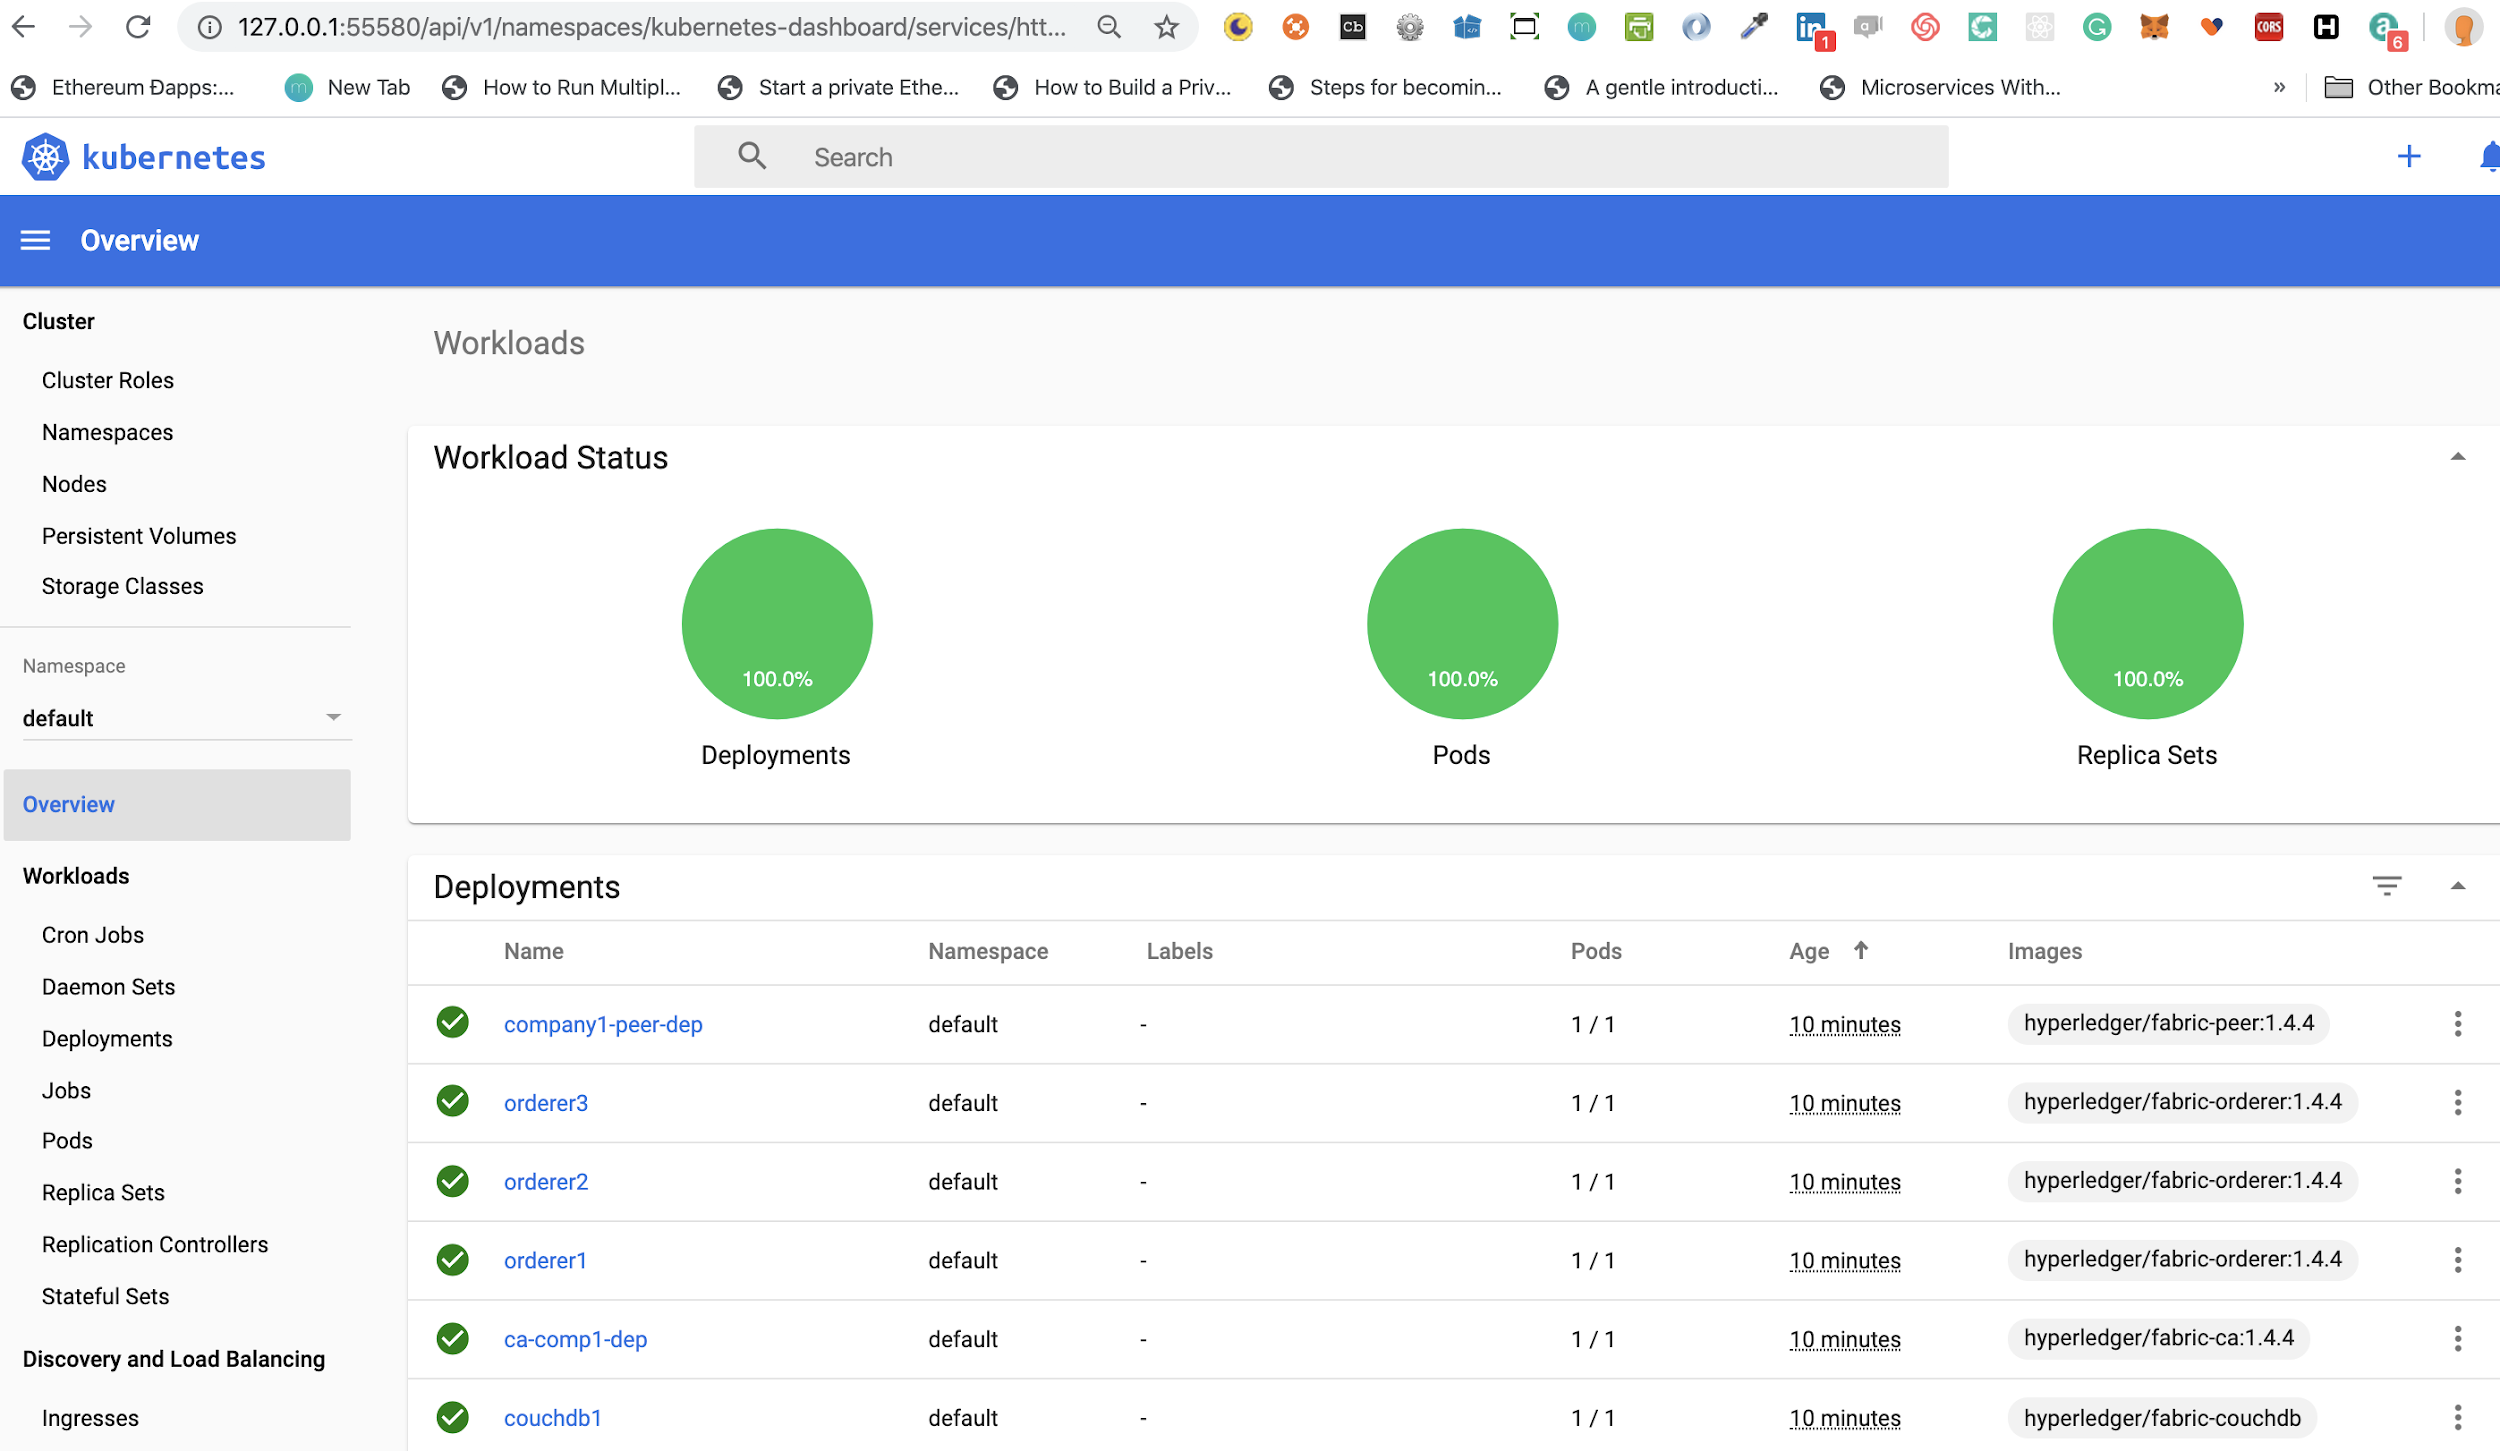 127.0.0.1:55580/api/v1/namespaces/kubernetes-dashboard/services/htt...
cb
m
1
a
CORS
H
a
6
Ethereum Đapps:...
m
New Tab
How to Run Multipl...
Start a private Ethe...
How to Build a Priv...
Steps for becomin...
A gentle introducti...
Microservices With...
»
Other Bookma
kubernetes
Search
Overview
Cluster
Cluster Roles
Namespaces
Nodes
Persistent Volumes
Storage Classes
Namespace
default
Overview
Workloads
Cron Jobs
Daemon Sets
Deployments
Jobs
Pods
Replica Sets
Replication Controllers
Stateful Sets
Discovery and Load Balancing
Ingresses
Workloads
Workload Status
100.0%
100.0%
100.0%
Deployments
Pods
Replica Sets
Deployments
Name Namespace Labels Pods Age Images
company1-peer-dep default - 1 / 1 10 minutes hyperledger/fabric-peer:1.4.4
orderer3 default - 1 / 1 10 minutes hyperledger/fabric-orderer:1.4.4
orderer2 default - 1 / 1 10 minutes hyperledger/fabric-orderer:1.4.4
orderer1 default - 1 / 1 10 minutes hyperledger/fabric-orderer:1.4.4
ca-comp1-dep default - 1 / 1 10 minutes hyperledger/fabric-ca:1.4.4
couchdb1 default - 1 / 1 10 minutes hyperledger/fabric-couchdb